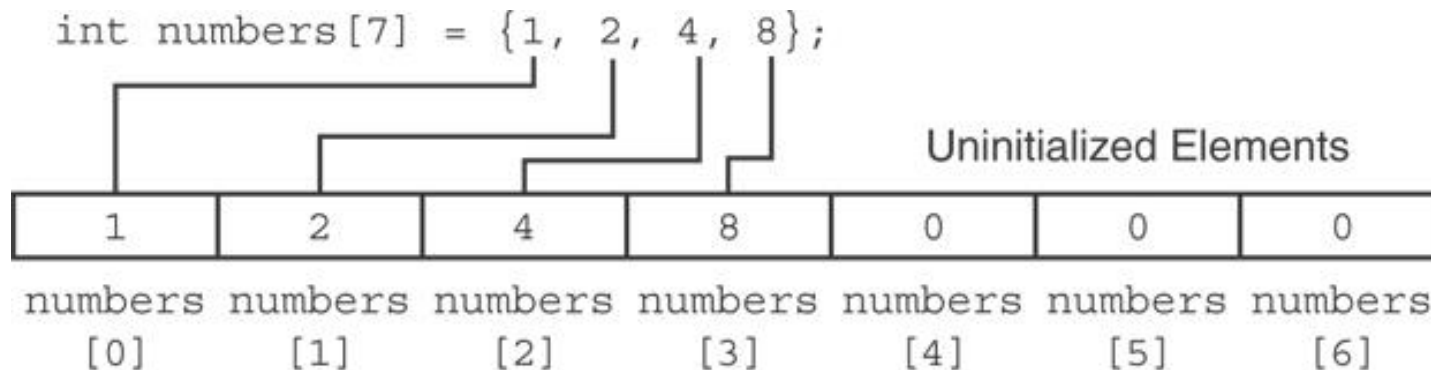 int numbers[7] = {1, 2, 4, 8};
Uninitialized Elements
1 2 4 8 0 0 0
numbers numbers numbers numbers numbers numbers numbers
[0] [1] [2] [3] [4] [5] [6]